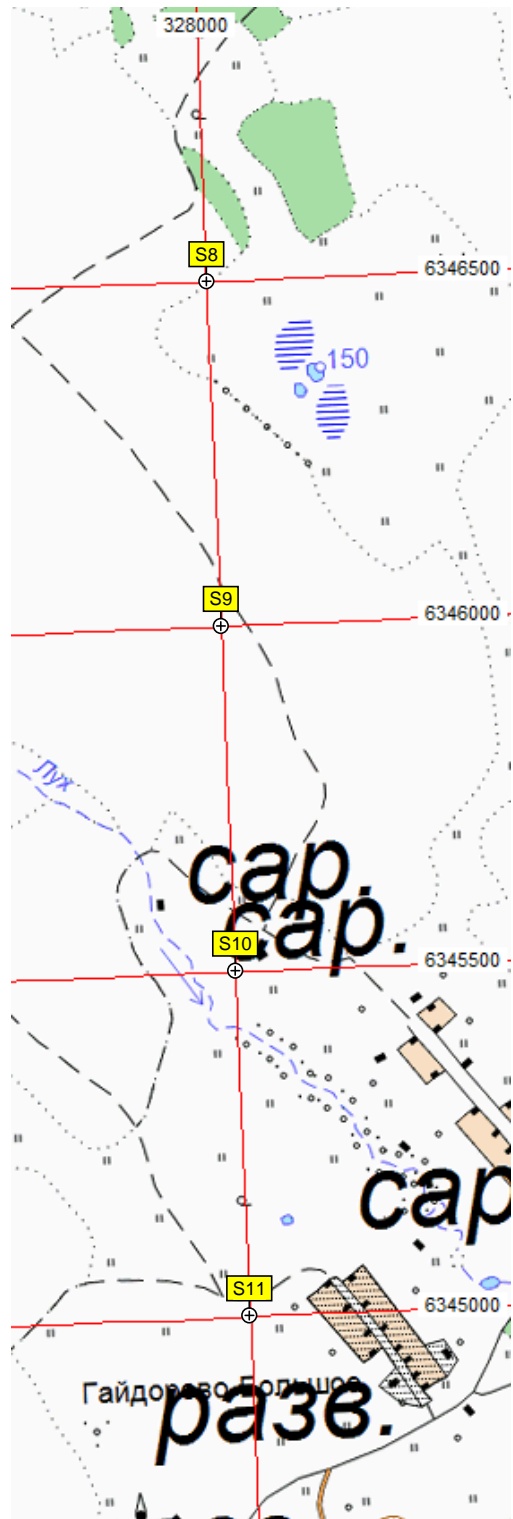 328000
S8
6346500
150
S9
6346000
Лух
сар.
сар.
S10
6345500
сар
S11
6345000
Гайдорово Большое
разв.